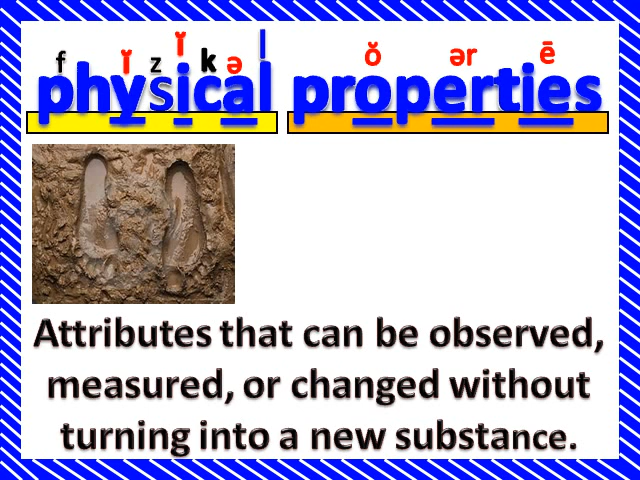 f ĭ z ĭ k ə l ŏ ər ē
physical properties
Attributes that can be observed,
measured, or changed without
turning into a new substance.